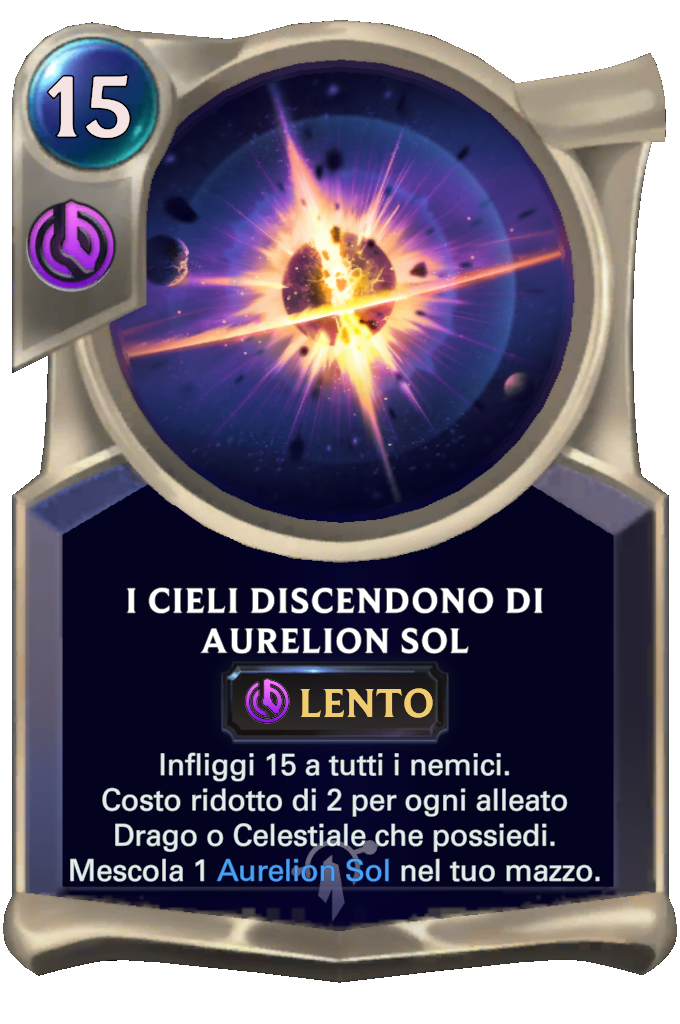 15
I CIELI DISCENDONO DI
AURELION SOL
LENTO
Infliggi 15 a tutti i nemici.
Costo ridotto di 2 per ogni alleato
Drago o Celestiale che possiedi.
Mescola 1 Aurelion Sol nel tuo mazzo.